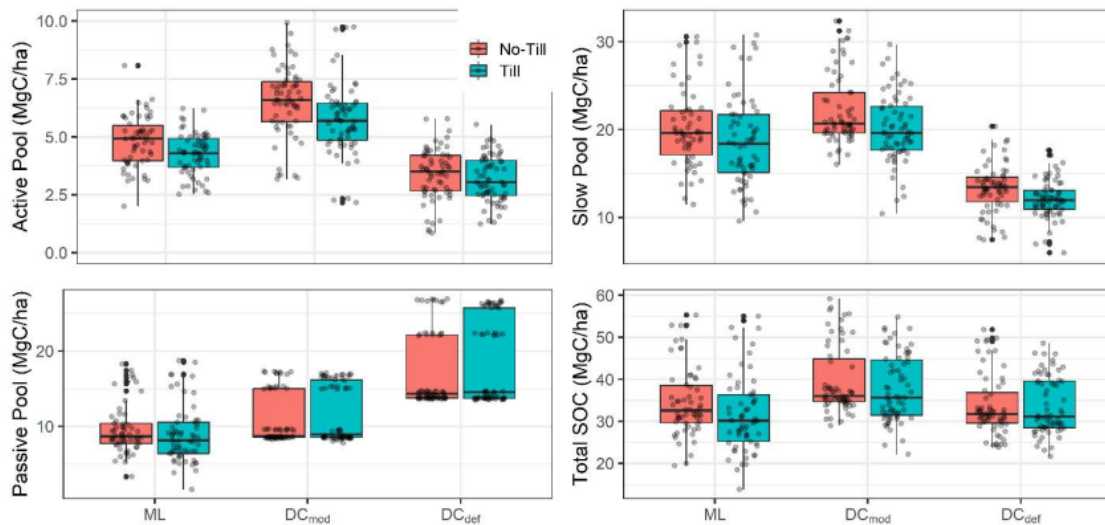 Active Pool (MgC/ha)
10.0
7.5
5.0
2.5
0.0
No-Till
Till
Slow Pool (MgC/ha)
30
20
10
Passive Pool (MgC/ha)
20
10
ML
DCmod
DCdef
Total SOC (MgC/ha)
60
50
40
30
20
ML
DCmod
DCdef